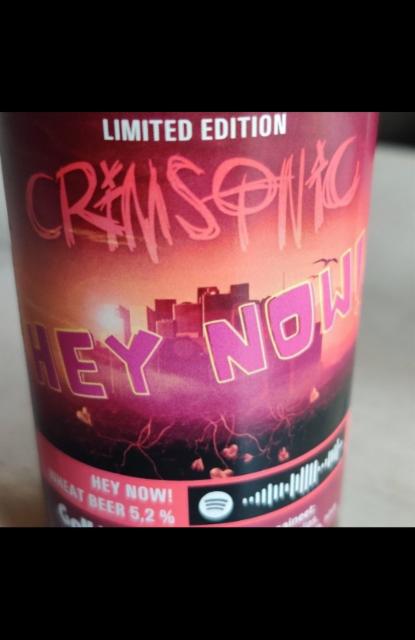 LIMITED EDITION
CRIMSONIC
HEY NOW!
HEY NOW!
WHEAT BEER 5,2 %